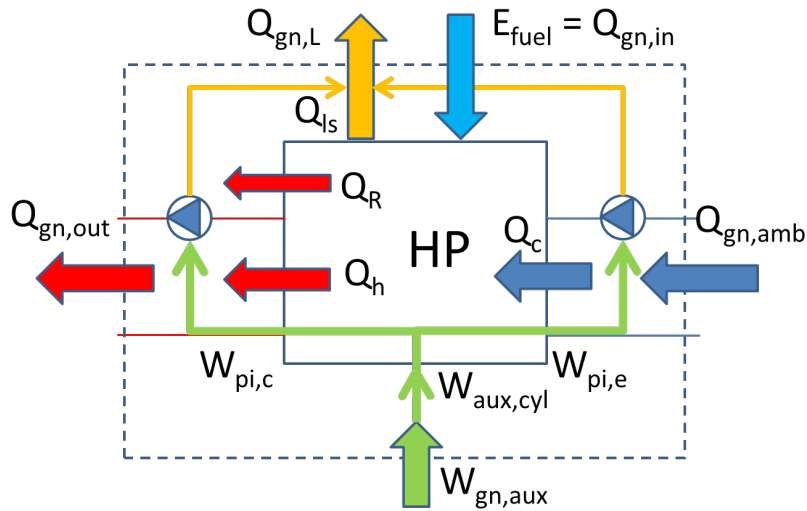 Q_gn,L
E_fuel = Q_gn,in
Q_ls
Q_R
Q_gn,out
HP
Q_c
Q_gn,amb
Q_h
W_pi,c
W_aux,cyl
W_pi,e
W_gn,aux